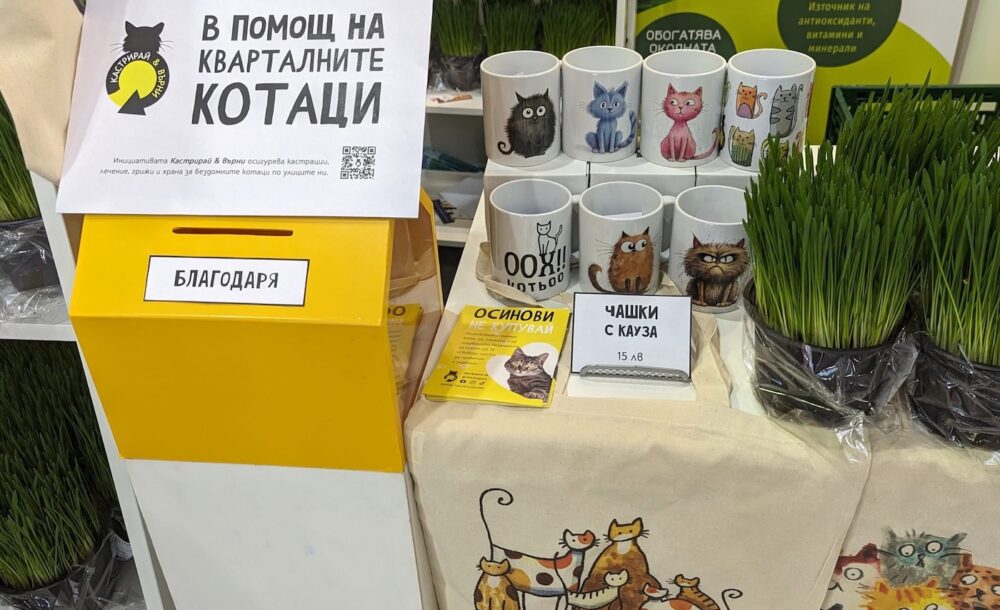 В ПОМОЩ НА
КВАРТАЛНИТЕ
КОТАЦИ
КАСТРИРАЙ & ВЪРНИ
Инициативата Кастрирай & върни осигурява кастрации,
лечение, грижи и храна за бездомните котаци по улиците ни.
БЛАГОДАРЯ
ОБОГАТЯВА
ОКОЛНАТА
Източник на
антиоксиданти,
витамини и
минерали
ООХ!!
КОТЬОО
ОСИНОВИ
НЕ КУПУВАЙ
ЧАШКИ
С КАУЗА
15 лв